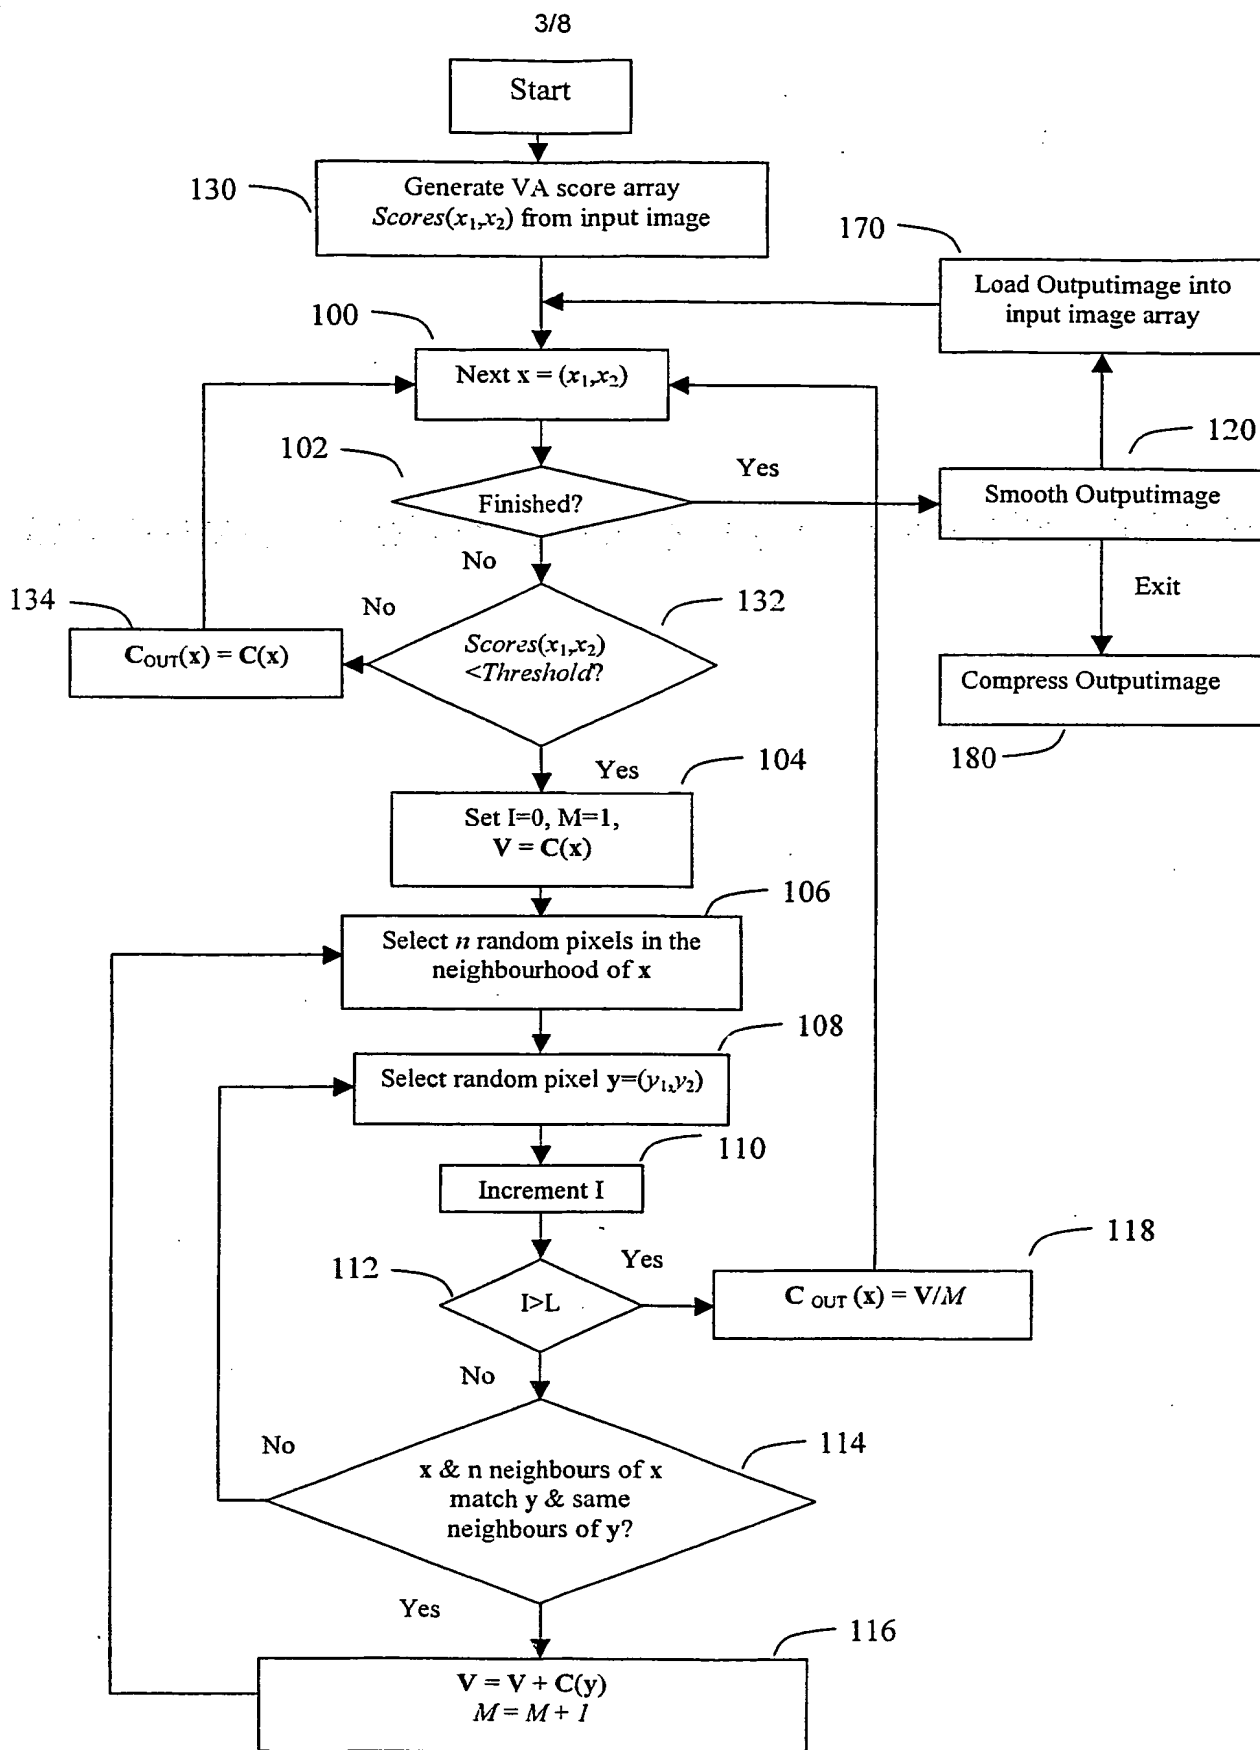 3/8
Start
130
Generate VA score array
Scores(x₁,x₂) from input image
170
Load Outputimage into
input image array
100
Next x = (x₁,x₂)
102
Finished?
Yes
120
Smooth Outputimage
No
Exit
134
No
132
C_OUT(x) = C(x)
Scores(x₁,x₂)
<Threshold?
Compress Outputimage
180
Yes
104
Set I=0, M=1,
V = C(x)
106
Select n random pixels in the
neighbourhood of x
108
Select random pixel y=(y₁,y₂)
110
Increment I
112
I>L
Yes
118
C OUT (x) = V/M
No
No
114
x & n neighbours of x
match y & same
neighbours of y?
Yes
116
V = V + C(y)
M = M + 1